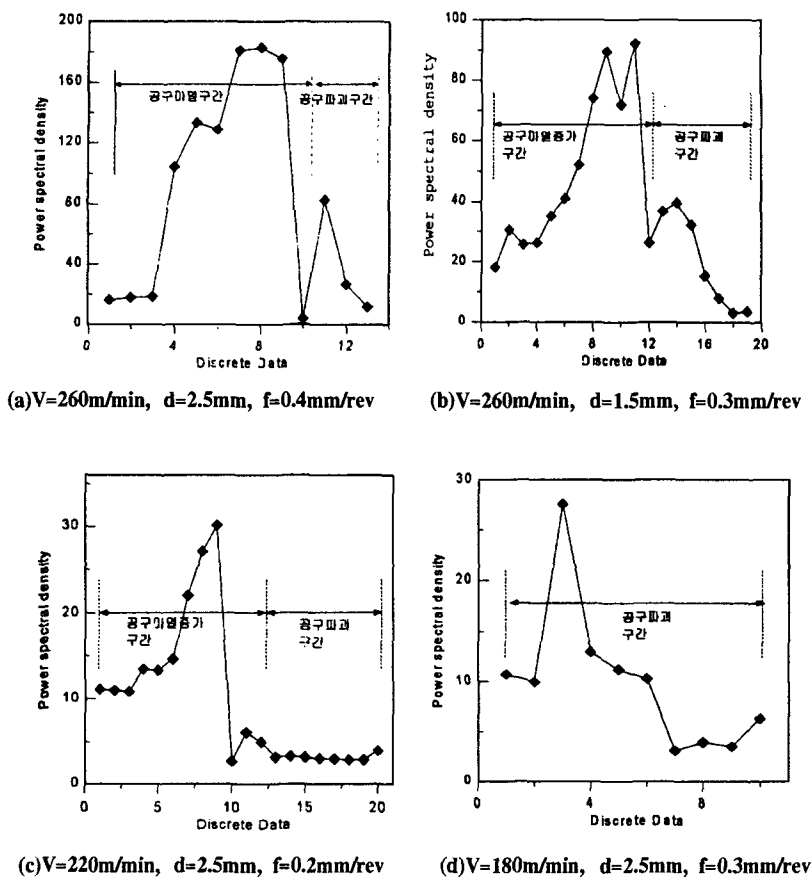 200
160
120
80
40
0
Power spectral density
공구마멸구간
공구파괴구간
0 4 8 12
Discrete Data
(a)V=260m/min, d=2.5mm, f=0.4mm/rev
100
80
60
40
20
0
Power spectral density
공구마멸증가
구간
공구파괴
구간
0 4 8 12 16 20
Discrete Data
(b)V=260m/min, d=1.5mm, f=0.3mm/rev
30
20
10
0
Power spectral density
공구마멸증가
구간
공구파괴
구간
0 5 10 15 20
Discrete Data
(c)V=220m/min, d=2.5mm, f=0.2mm/rev
30
20
10
0
Power spectral density
공구파괴
구간
0 4 8
Discrete Data
(d)V=180m/min, d=2.5mm, f=0.3mm/rev